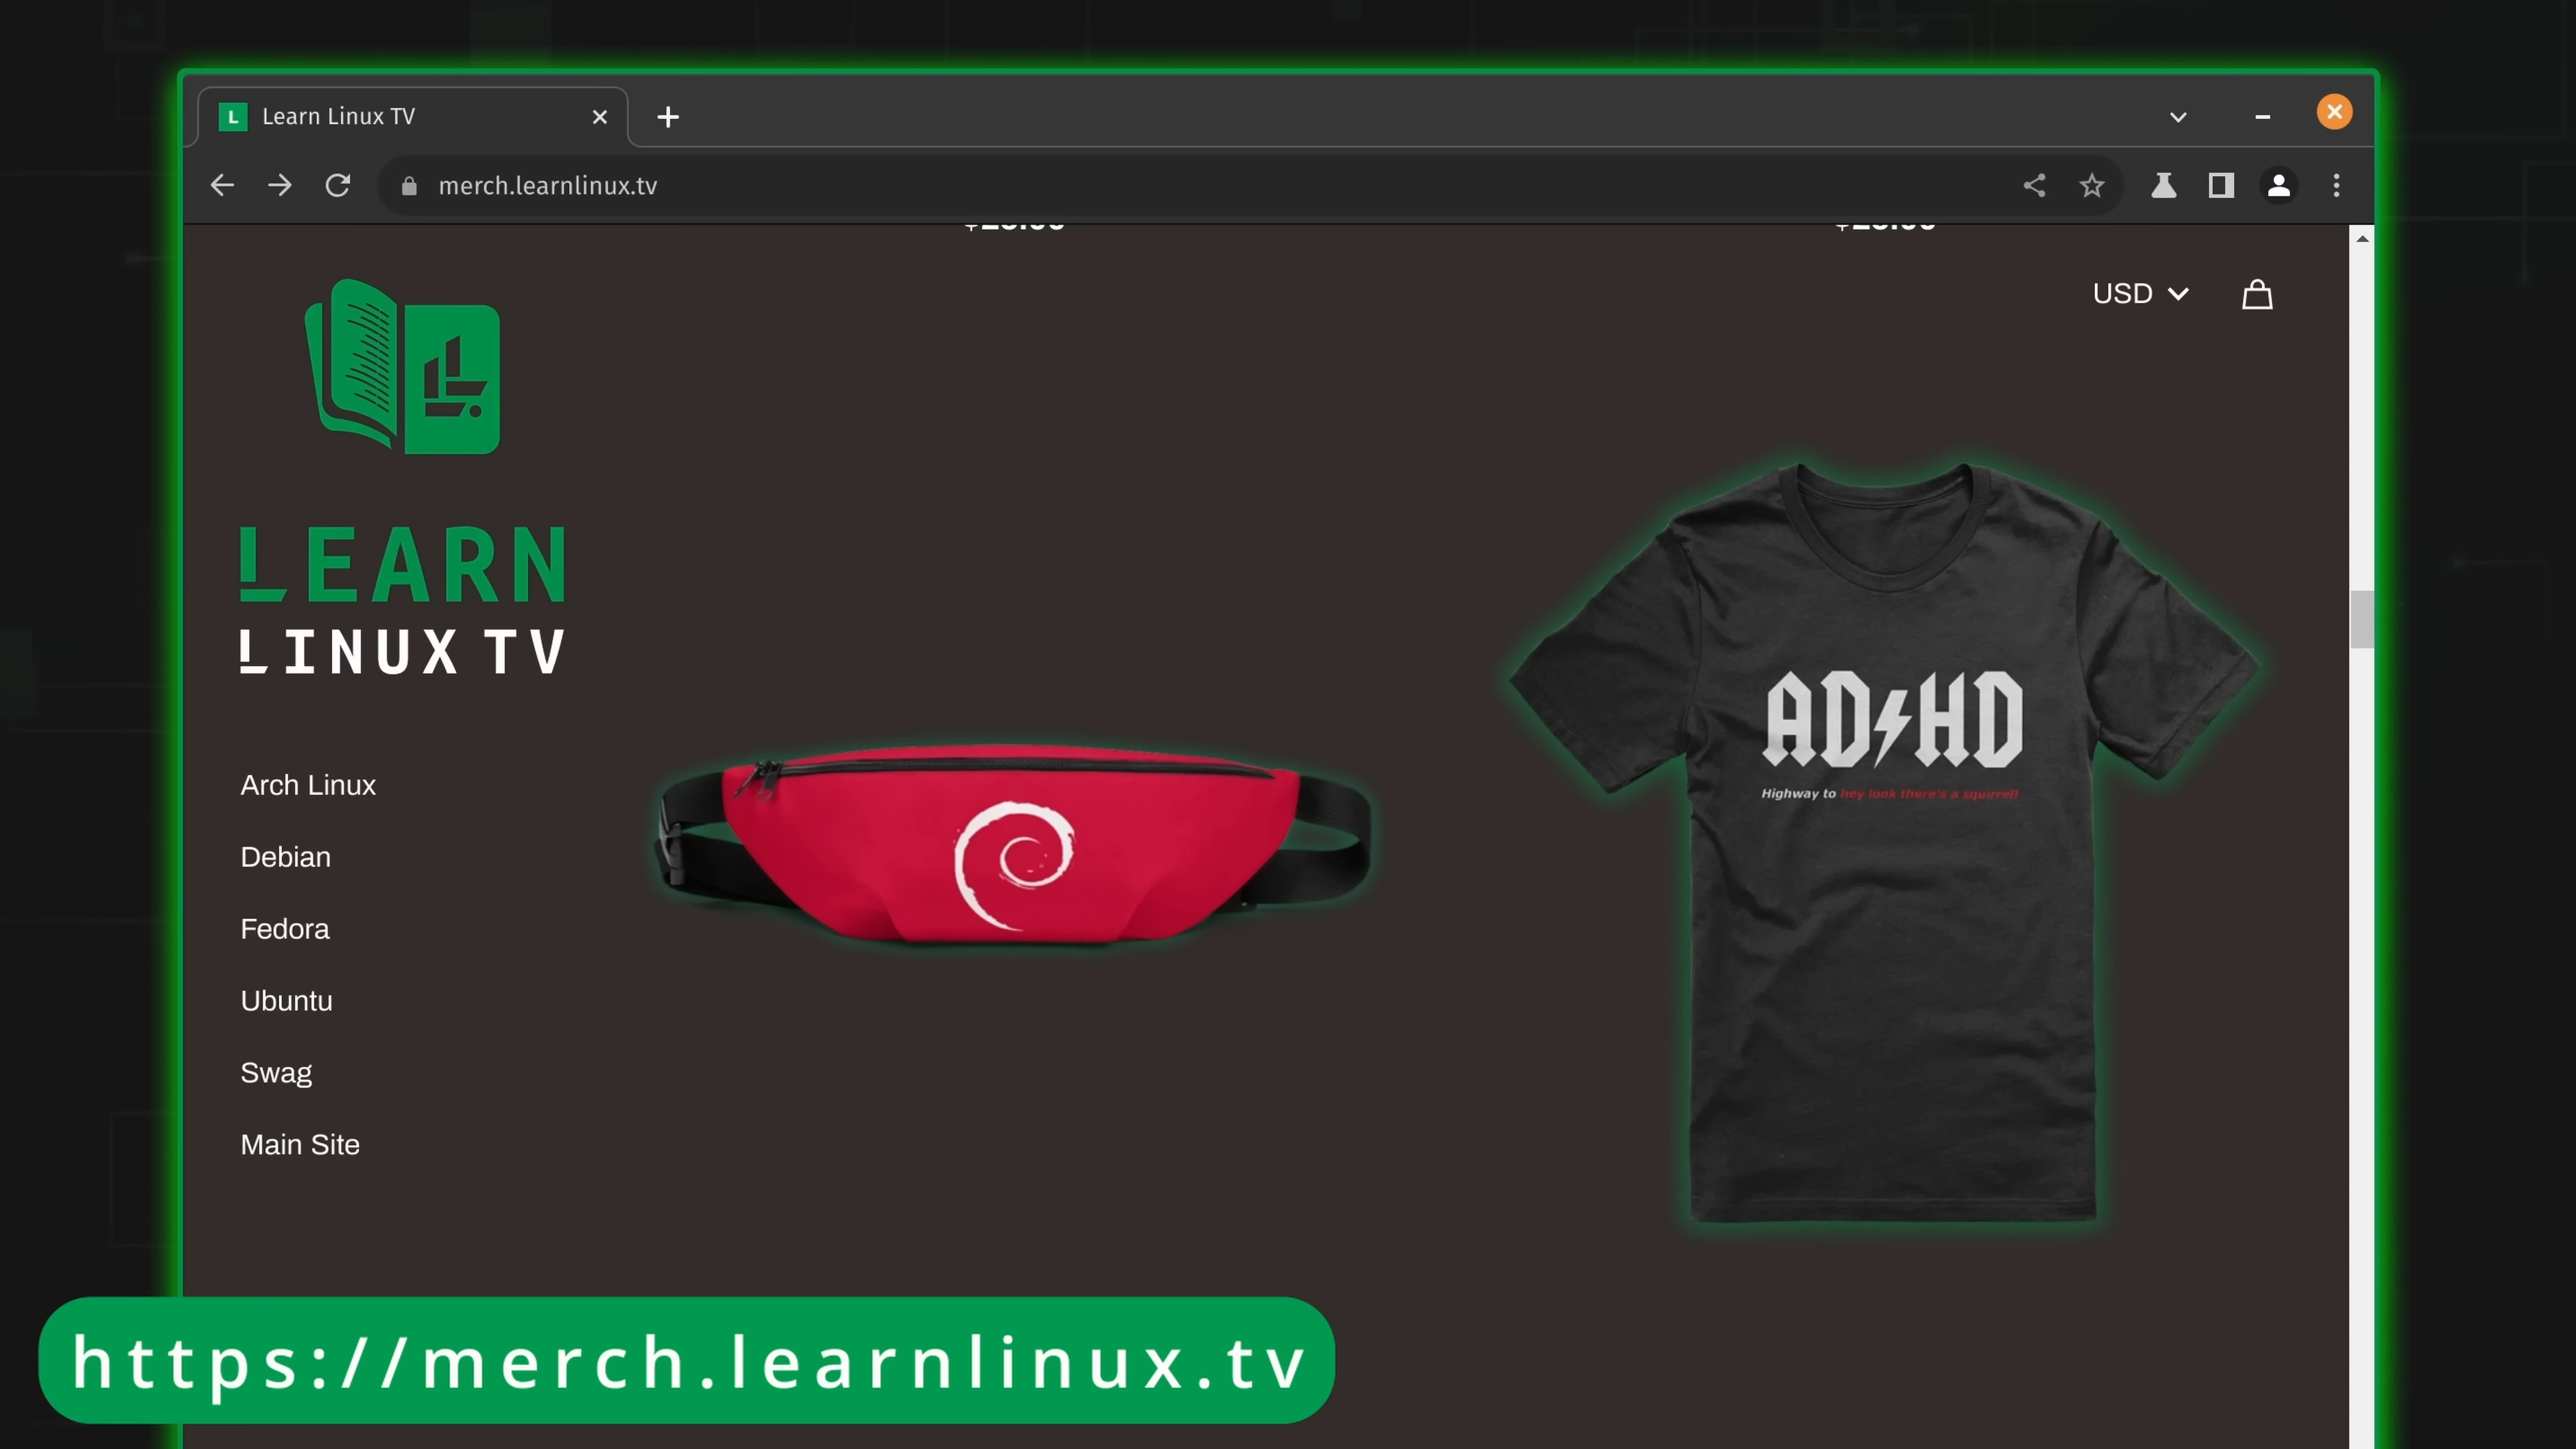 Learn Linux TV
merch.learnlinux.tv
USD
LEARN
LINUX TV
Arch Linux
Debian
Fedora
Ubuntu
Swag
Main Site
AD HD
Highway to hey look there's a squirrel!
https://merch.learnlinux.tv